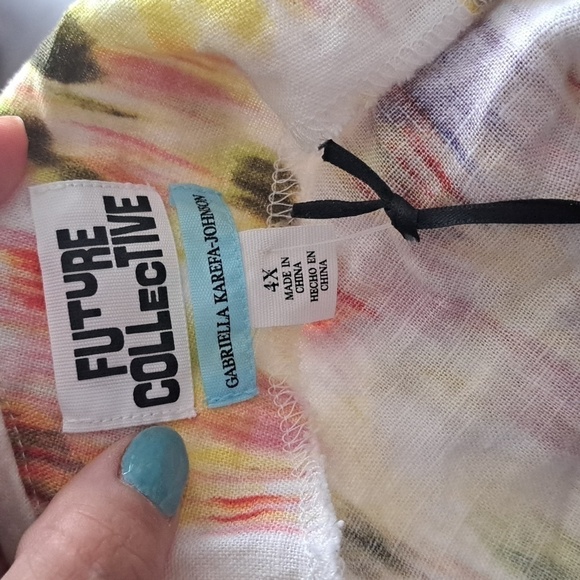 FUTURE
COLLECTIVE
GABRIELLA KAREFA-JOHNSON
4X
MADE IN
CHINA
HECHO EN
CHINA